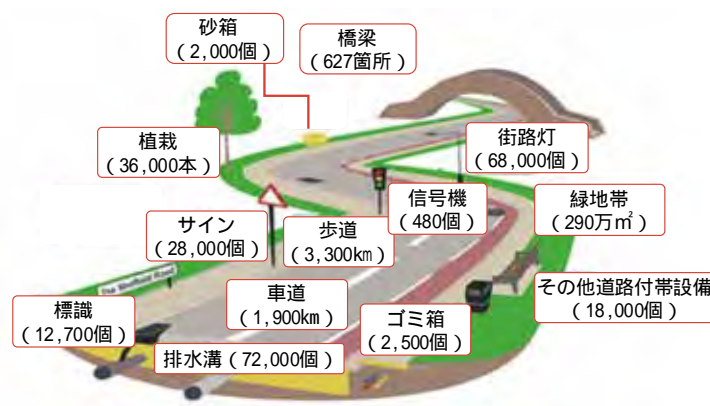 砂箱
(2,000個)
橋梁
(627箇所)
植栽
(36,000本)
街路灯
(68,000個)
信号機
(480個)
緑地帯
(290万㎡)
サイン
(28,000個)
歩道
(3,300km)
The Sheffield Road
車道
(1,900km)
その他道路付帯設備
(18,000個)
標識
(12,700個)
ゴミ箱
(2,500個)
排水溝(72,000個)